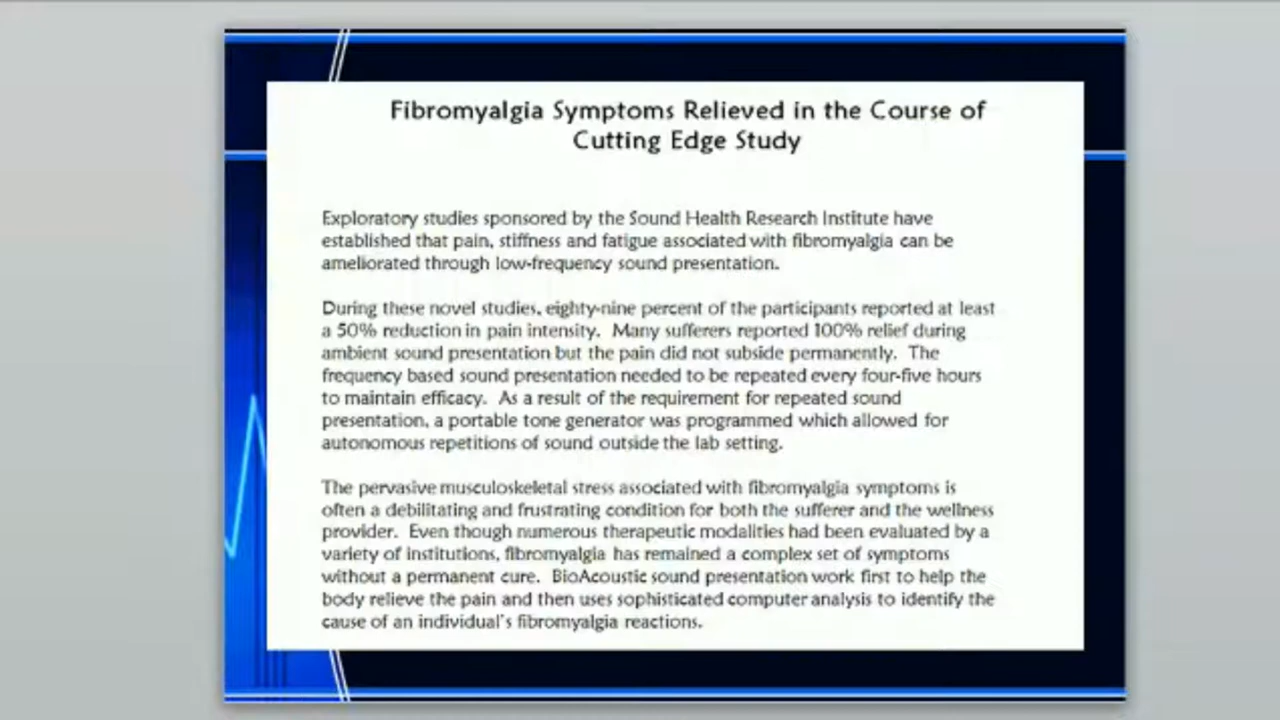 Fibromyalgia Symptoms Relieved in the Course of
Cutting Edge Study
Exploratory studies sponsored by the Sound Health Research Institute have
established that pain, stiffness and fatigue associated with fibromyalgia can be
ameliorated through low-frequency sound presentation.
During these novel studies, eighty-nine percent of the participants reported at least
a 50% reduction in pain intensity. Many sufferers reported 100% relief during
ambient sound presentation but the pain did not subside permanently. The
frequency based sound presentation needed to be repeated every four-five hours
to maintain efficacy. As a result of the requirement for repeated sound
presentation, a portable tone generator was programmed which allowed for
autonomous repetitions of sound outside the lab setting.
The pervasive musculoskeletal stress associated with fibromyalgia symptoms is
often a debilitating and frustrating condition for both the sufferer and the wellness
provider. Even though numerous therapeutic modalities had been evaluated by a
variety of institutions, fibromyalgia has remained a complex set of symptoms
without a permanent cure. BioAcoustic sound presentation work first to help the
body relieve the pain and then uses sophisticated computer analysis to identify the
cause of an individual's fibromyalgia reactions.